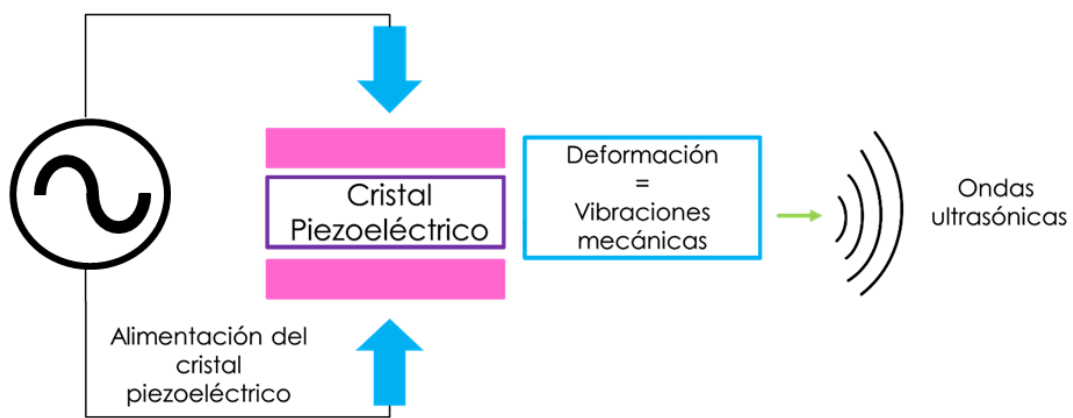 Cristal
Piezoeléctrico
Deformación
=
Vibraciones
mecánicas
Ondas
ultrasónicas
Alimentación del
cristal
piezoeléctrico